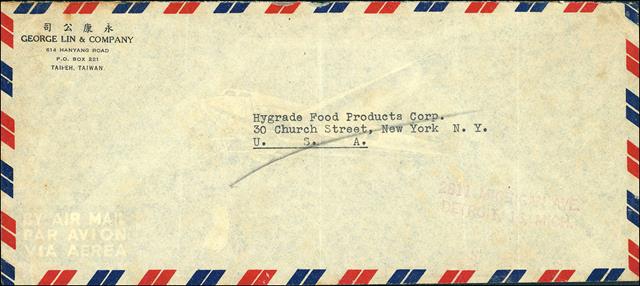 司公康永
GEORGE LIN & COMPANY
614 HANYANG ROAD
P.O. BOX 221
TAIPEH, TAIWAN.
Hygrade Food Products Corp.
30 Church Street, New York N. Y.
U. S. A.
BY AIR MAIL
PAR AVION
VIA AEREA
2811 MICHIGAN AVE.
DETROIT 16, MICH.